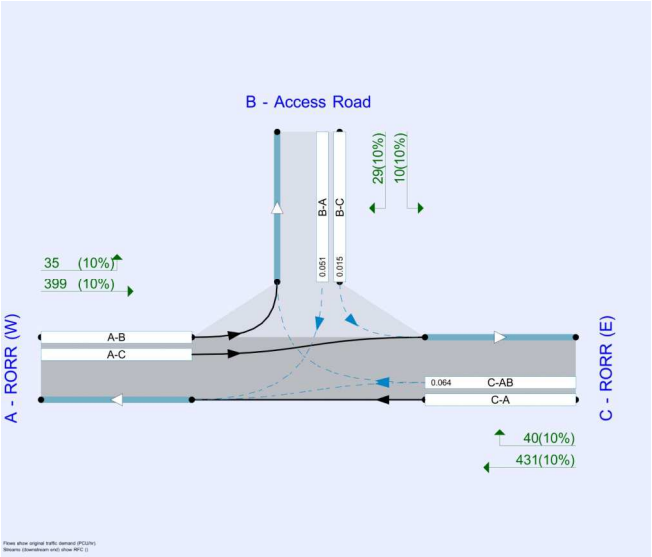 B - Access Road
29(10%)
10(10%)
B-A
B-C
0.051
0.015
35 (10%)
399 (10%)
A - RORR (W)
A-B
A-C
C - RORR (E)
0.064 C-AB
C-A
40(10%)
431(10%)
Flows show original traffic demand (PCU/hr)
Streams (downstream end) show RFC ()